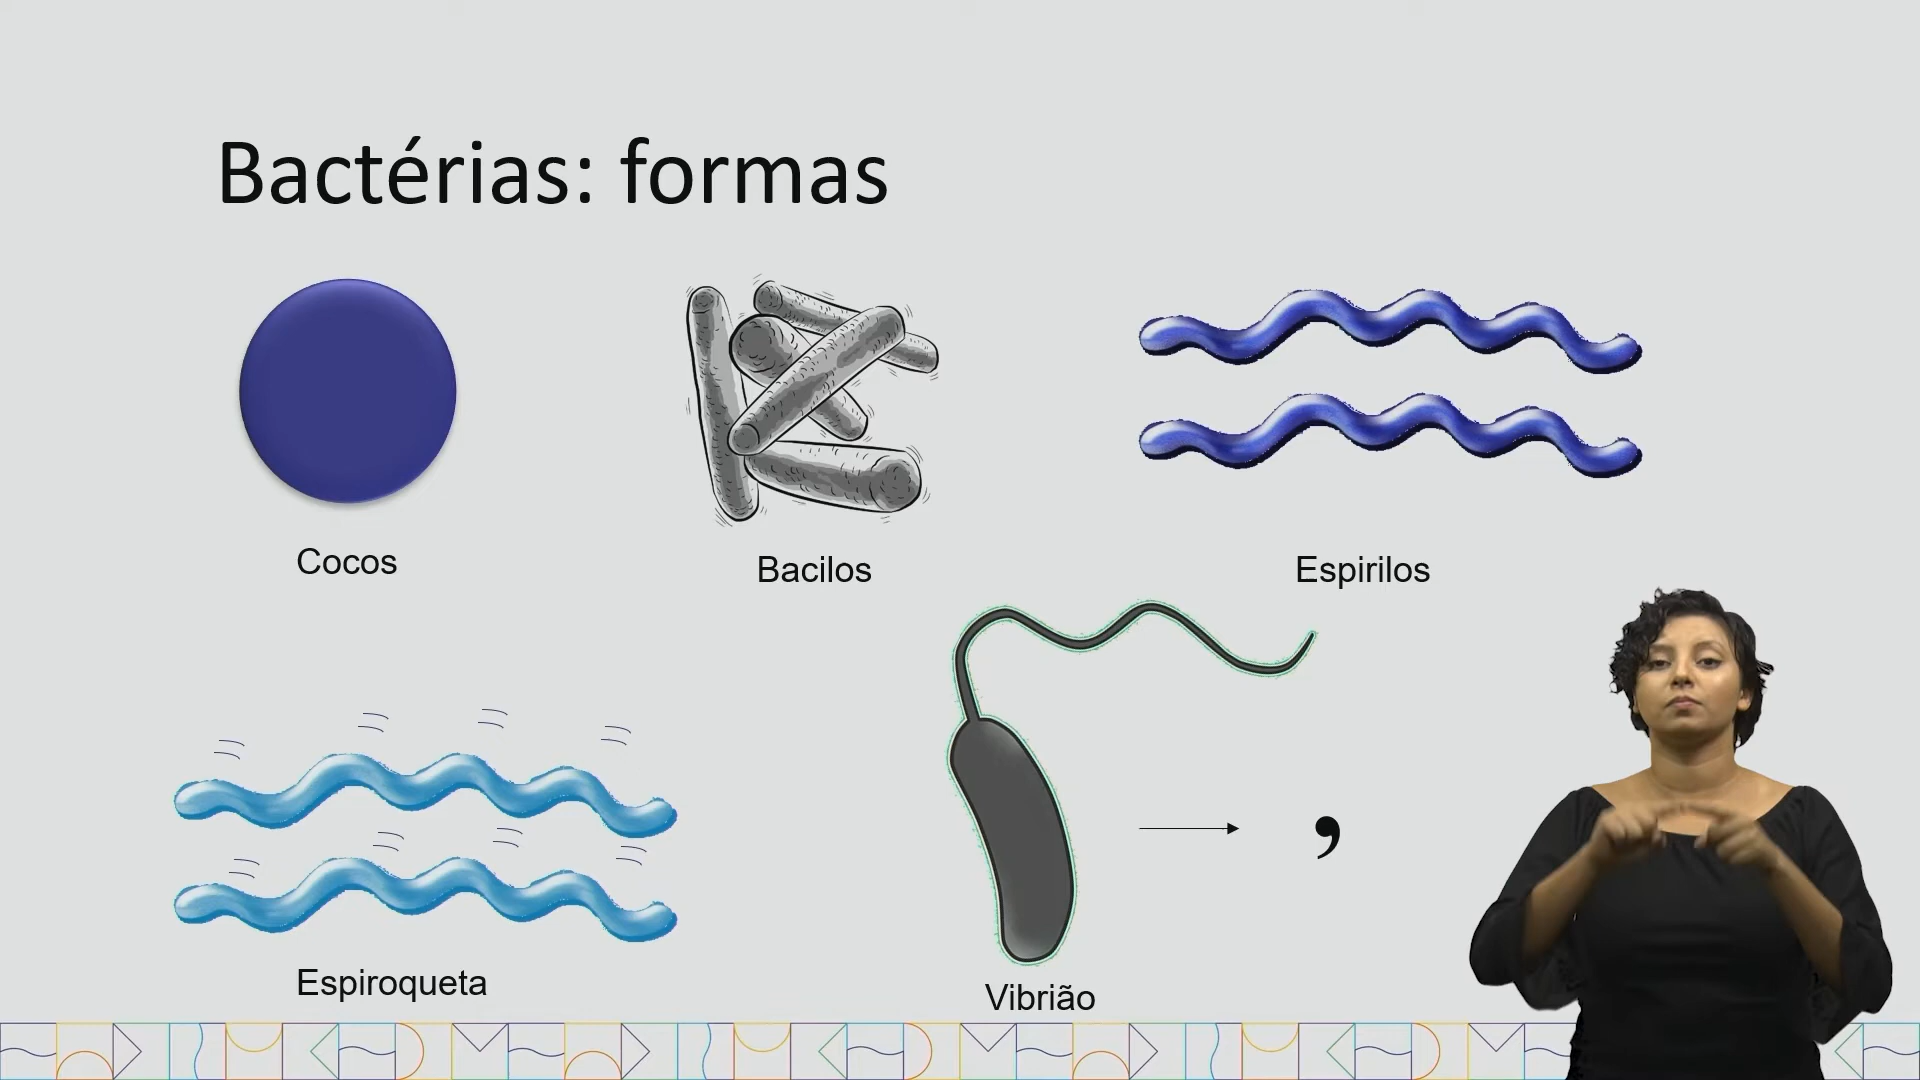 Bactérias: formas
Cocos
Bacilos
Espirilos
,
Espiroqueta
Vibrião